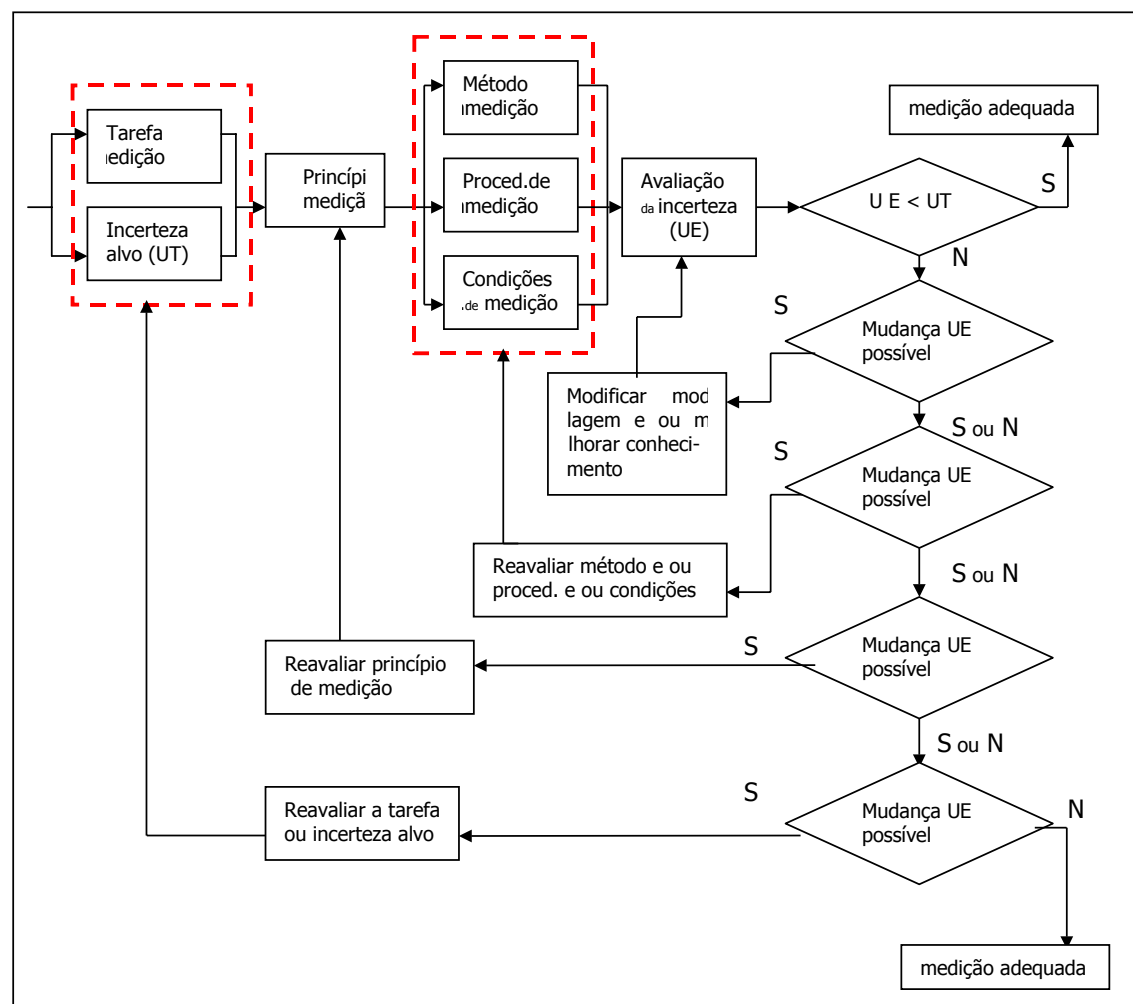 Tarefa
medição
Incerteza
alvo (UT)
Princípi
mediçã
Método
medição
Proced.de
medição
Condições
de medição
Avaliação
da incerteza
(UE)
U E < UT
S
medição adequada
N
Mudança UE
possível
S
Modificar mod
lagem e ou m
lhorar conheci-
mento
S ou N
Mudança UE
possível
S
Reavaliar método e ou
proced. e ou condições
S ou N
Mudança UE
possível
S
Reavaliar princípio
de medição
S ou N
Mudança UE
possível
S
Reavaliar a tarefa
ou incerteza alvo
N
medição adequada